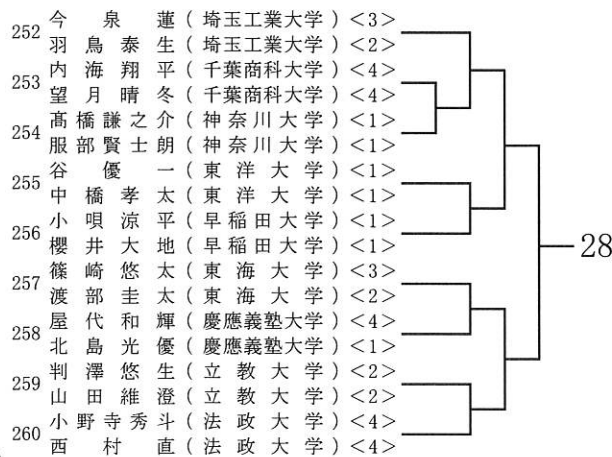 252
今泉蓮（埼玉工業大学）<3>
羽鳥泰生（埼玉工業大学）<2>
253
内海翔平（千葉商科大学）<4>
望月晴冬（千葉商科大学）<4>
254
髙橋謙之介（神奈川大学）<1>
服部賢士朗（神奈川大学）<1>
255
谷優一（東洋大学）<1>
中橋孝太（東洋大学）<1>
256
小唄涼平（早稲田大学）<1>
櫻井大地（早稲田大学）<1>
257
篠崎悠太（東海大学）<3>
渡部圭太（東海大学）<2>
258
屋代和輝（慶應義塾大学）<4>
北島光優（慶應義塾大学）<1>
259
判澤悠生（立教大学）<2>
山田維澄（立教大学）<2>
260
小野寺秀斗（法政大学）<4>
西村直（法政大学）<4>
28